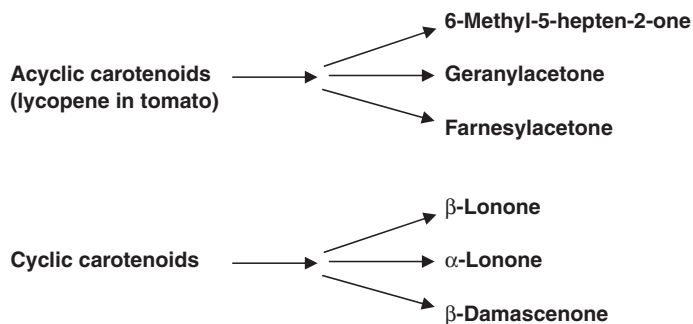 6-Methyl-5-hepten-2-one
Acyclic carotenoids
(lycopene in tomato)
Geranylacetone
Farnesylacetone
β-Lonone
Cyclic carotenoids
α-Lonone
β-Damascenone